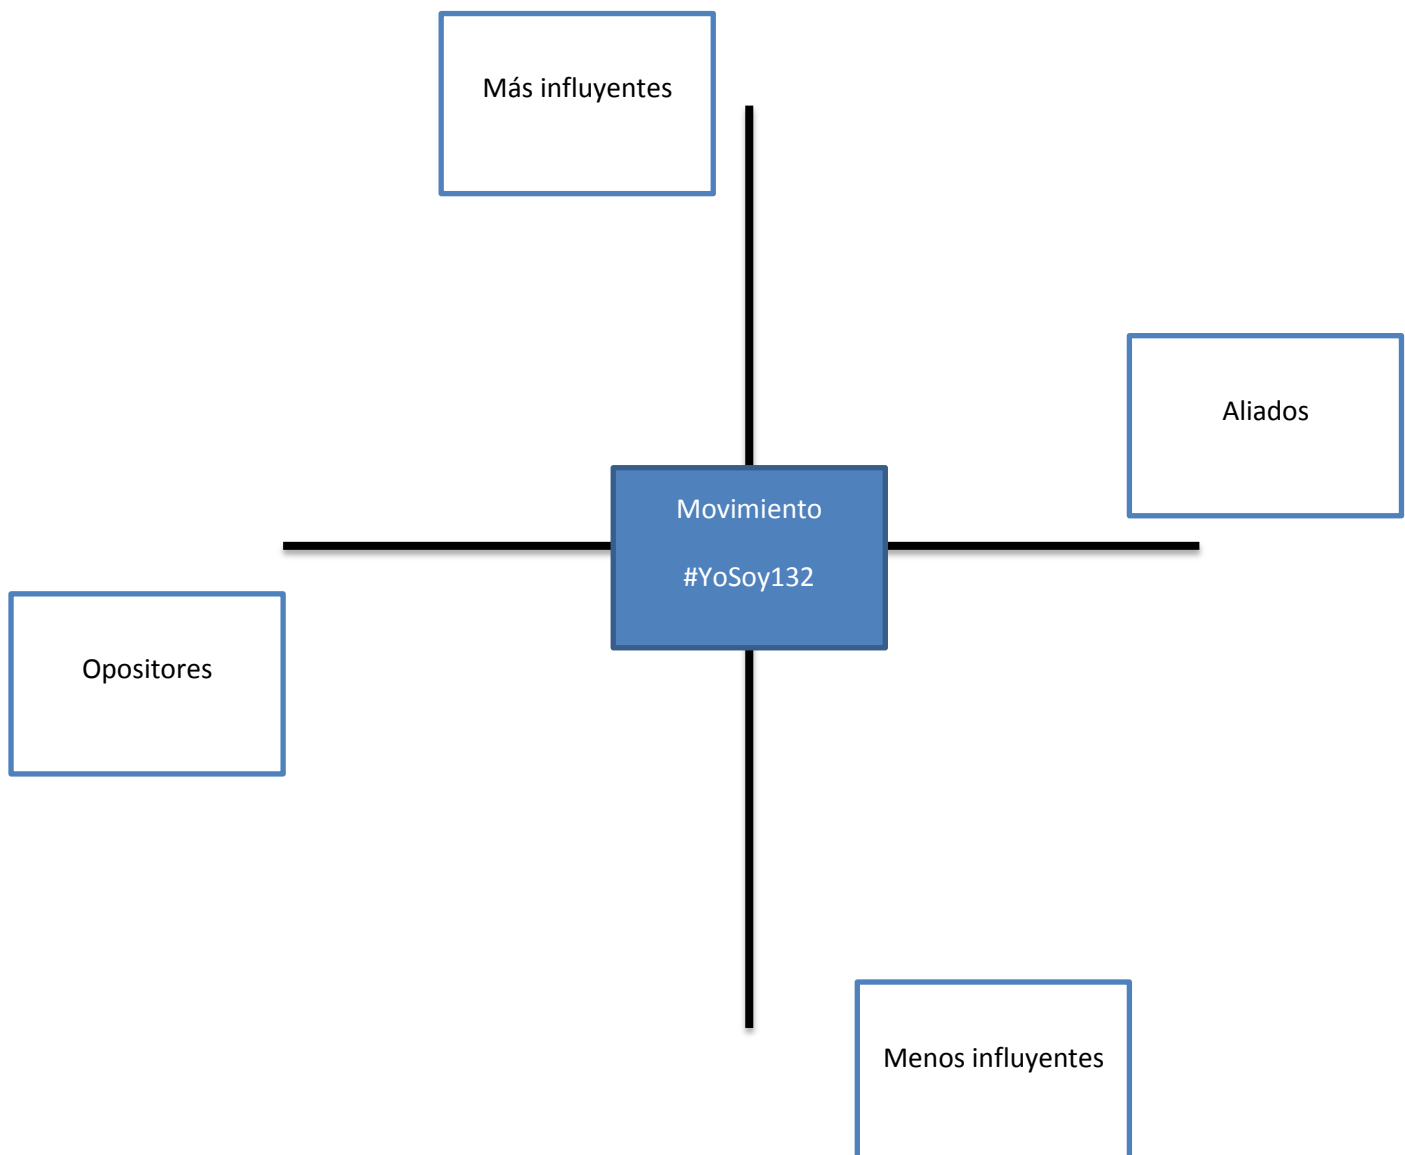 Más influyentes
Aliados
Movimiento
#YoSoy132
Opositores
Menos influyentes